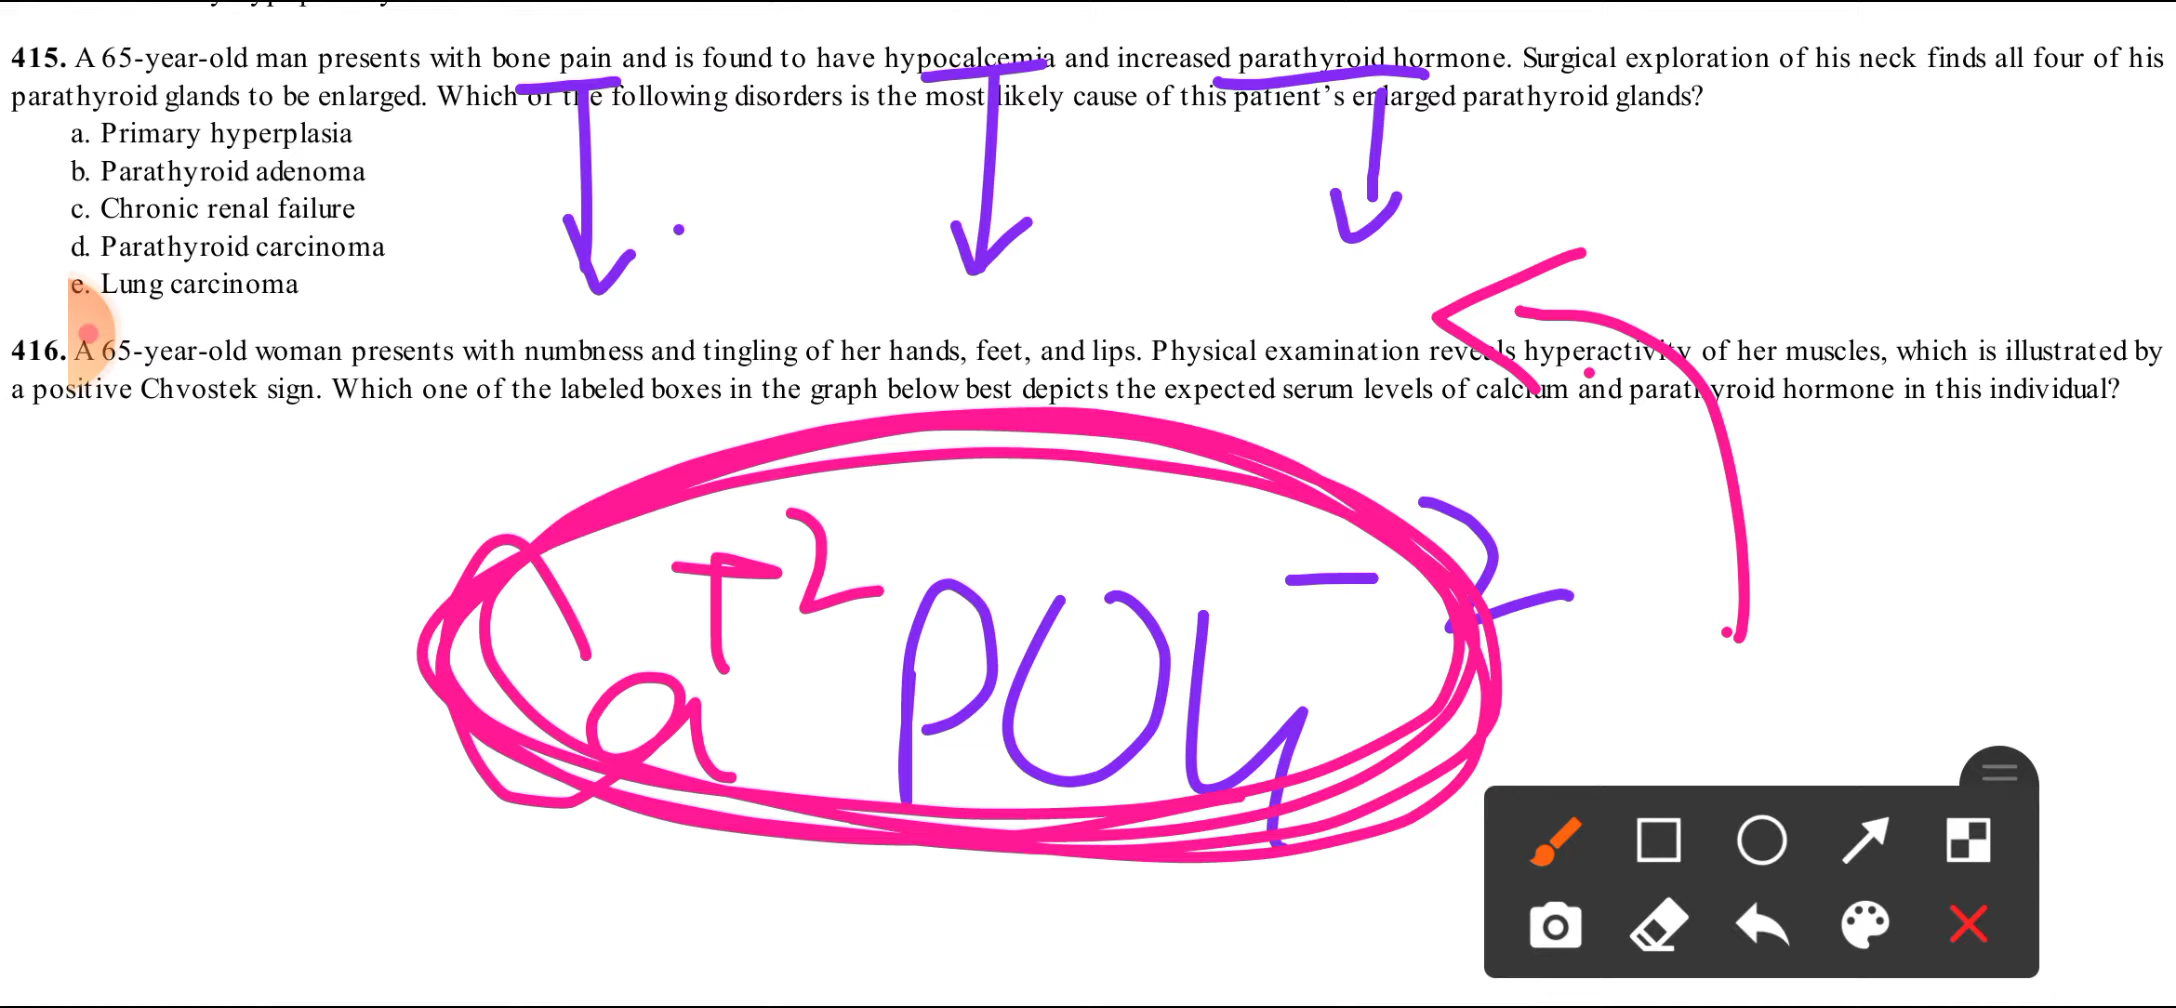 415. A 65-year-old man presents with bone pain and is found to have hypocalcemia and increased parathyroid hormone. Surgical exploration of his neck finds all four of his
parathyroid glands to be enlarged. Which of the following disorders is the most likely cause of this patient's enlarged parathyroid glands?
a. Primary hyperplasia
b. Parathyroid adenoma
c. Chronic renal failure
d. Parathyroid carcinoma
e. Lung carcinoma
416. A 65-year-old woman presents with numbness and tingling of her hands, feet, and lips. Physical examination reveals hyperactivity of her muscles, which is illustrated by
a positive Chvostek sign. Which one of the labeled boxes in the graph below best depicts the expected serum levels of calcium and parathyroid hormone in this individual?
Ca+2 PO4-2